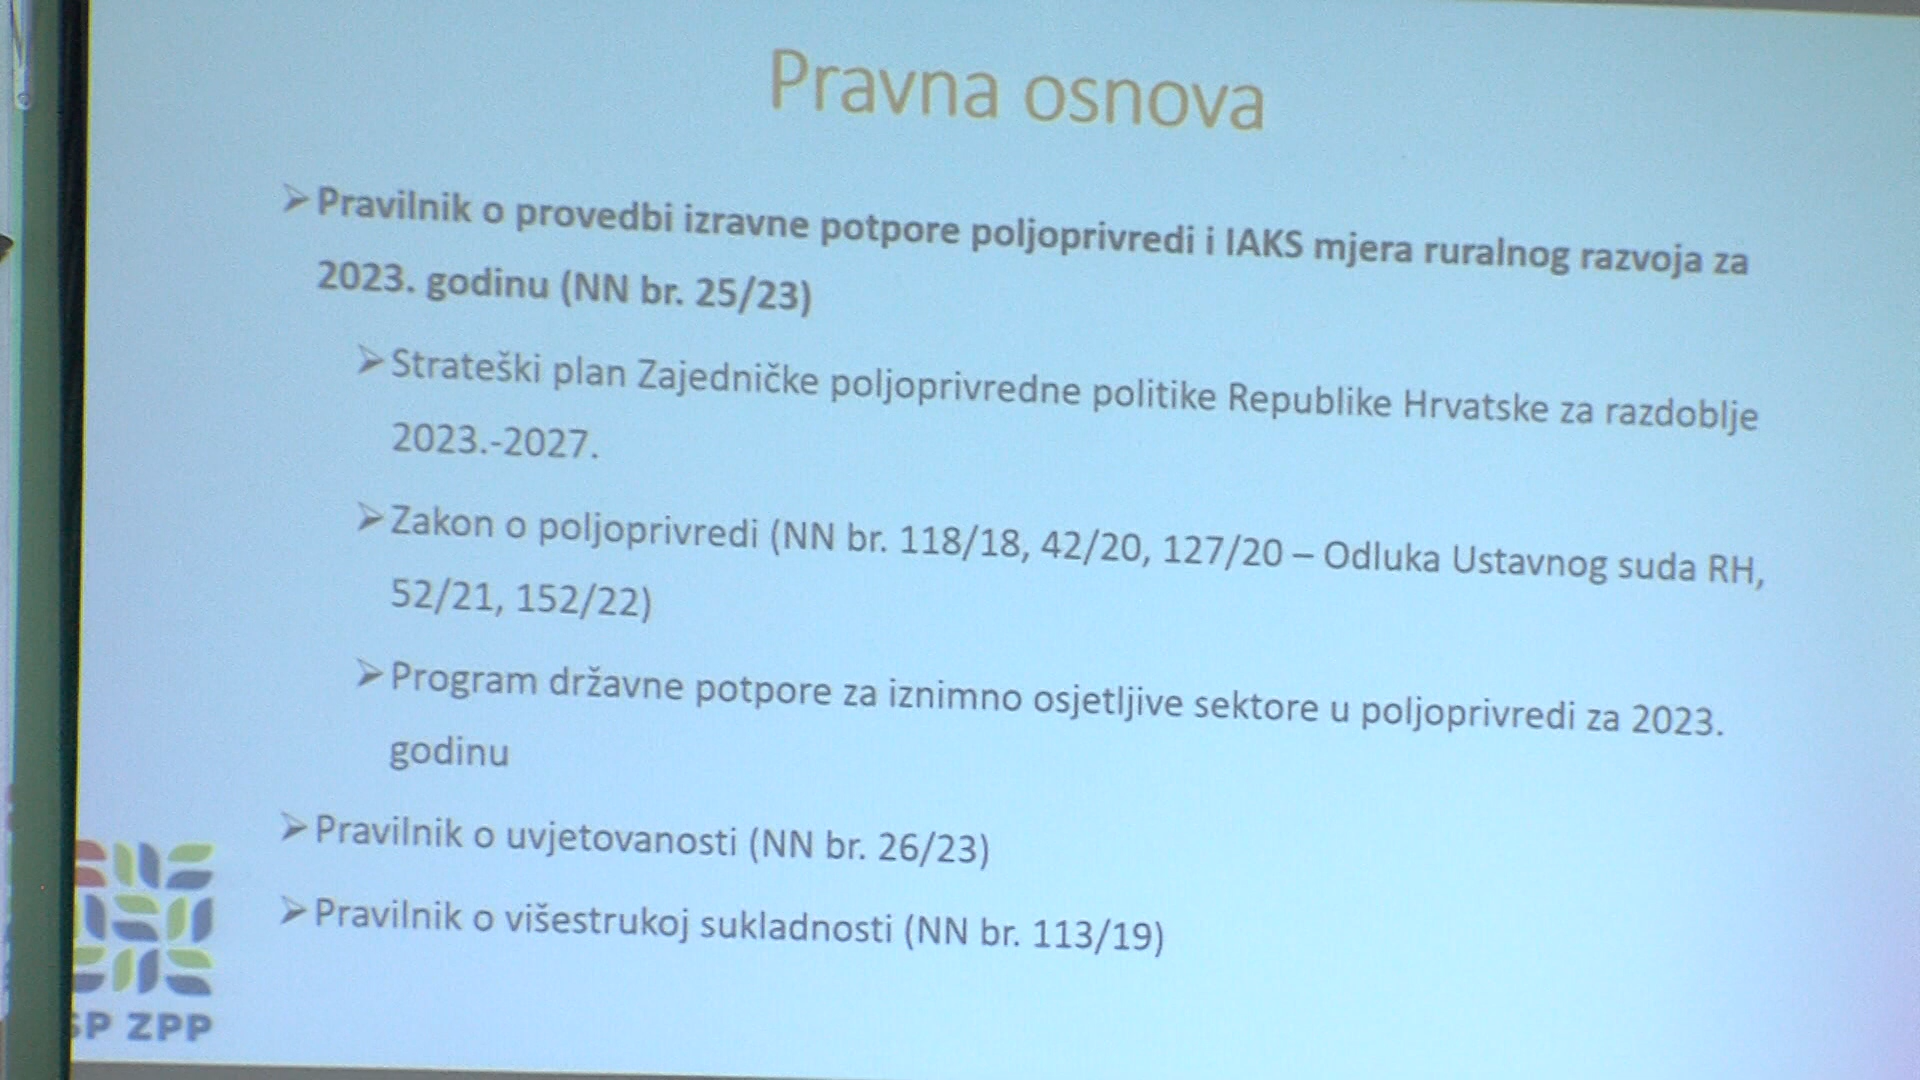 Pravna osnova
➢ Pravilnik o provedbi izravne potpore poljoprivredi i IAKS mjera ruralnog razvoja za
2023. godinu (NN br. 25/23)
➢ Strateški plan Zajedničke poljoprivredne politike Republike Hrvatske za razdoblje
2023.-2027.
➢ Zakon o poljoprivredi (NN br. 118/18, 42/20, 127/20 – Odluka Ustavnog suda RH,
52/21, 152/22)
➢ Program državne potpore za iznimno osjetljive sektore u poljoprivredi za 2023.
godinu
➢ Pravilnik o uvjetovanosti (NN br. 26/23)
➢ Pravilnik o višestrukoj sukladnosti (NN br. 113/19)
SP ZPP